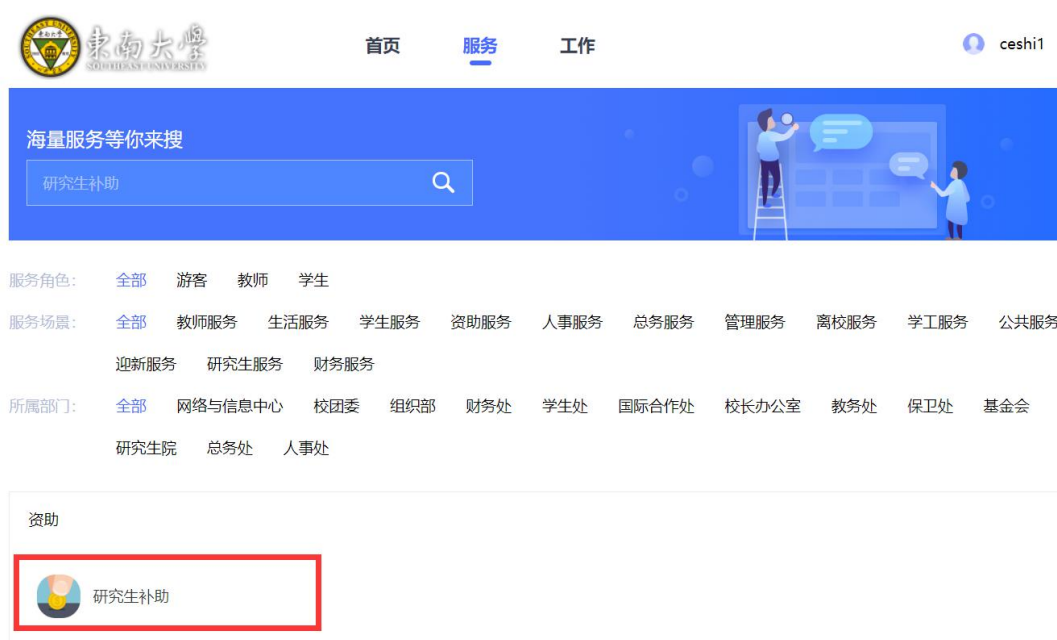 東南大學
SOUTHEAST UNIVERSITY
首页 服务 工作 ceshi1
海量服务等你来搜
研究生补助
服务角色： 全部 游客 教师 学生
服务场景： 全部 教师服务 生活服务 学生服务 资助服务 人事服务 总务服务 管理服务 离校服务 学工服务 公共服务
迎新服务 研究生服务 财务服务
所属部门： 全部 网络与信息中心 校团委 组织部 财务处 学生处 国际合作处 校长办公室 教务处 保卫处 基金会
研究生院 总务处 人事处
资助
研究生补助